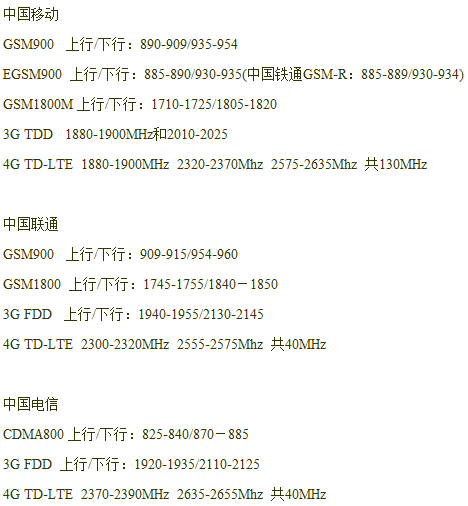 中国移动
GSM900 上行/下行：890-909/935-954
EGSM900 上行/下行：885-890/930-935(中国铁通GSM-R：885-889/930-934)
GSM1800M 上行/下行：1710-1725/1805-1820
3G TDD 1880-1900MHz和2010-2025
4G TD-LTE 1880-1900MHz 2320-2370Mhz 2575-2635Mhz 共130MHz
中国联通
GSM900 上行/下行：909-915/954-960
GSM1800 上行/下行：1745-1755/1840－1850
3G FDD 上行/下行：1940-1955/2130-2145
4G TD-LTE 2300-2320MHz 2555-2575Mhz 共40MHz
中国电信
CDMA800 上行/下行：825-840/870－885
3G FDD 上行/下行：1920-1935/2110-2125
4G TD-LTE 2370-2390MHz 2635-2655Mhz 共40MHz